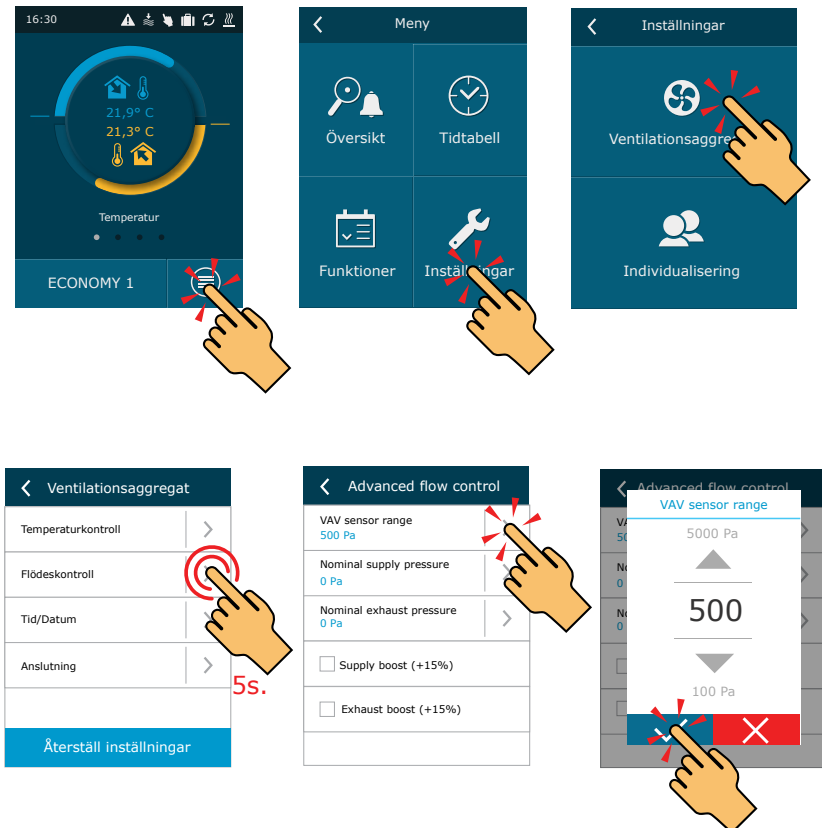 16:30
21,9° C
21,3° C
Temperatur
ECONOMY 1
Meny
Översikt
Tidtabell
Funktioner
Inställningar
Inställningar
Individualisering
Ventilationsaggregat
Temperaturkontroll
Flödeskontroll
Tid/Datum
Anslutning
5s.
Återställ inställningar
Advanced flow control
VAV sensor range
500 Pa
Nominal supply pressure
0 Pa
Nominal exhaust pressure
0 Pa
Supply boost (+15%)
Exhaust boost (+15%)
Advanced flow control
VAV sensor range
5000 Pa
500
100 Pa